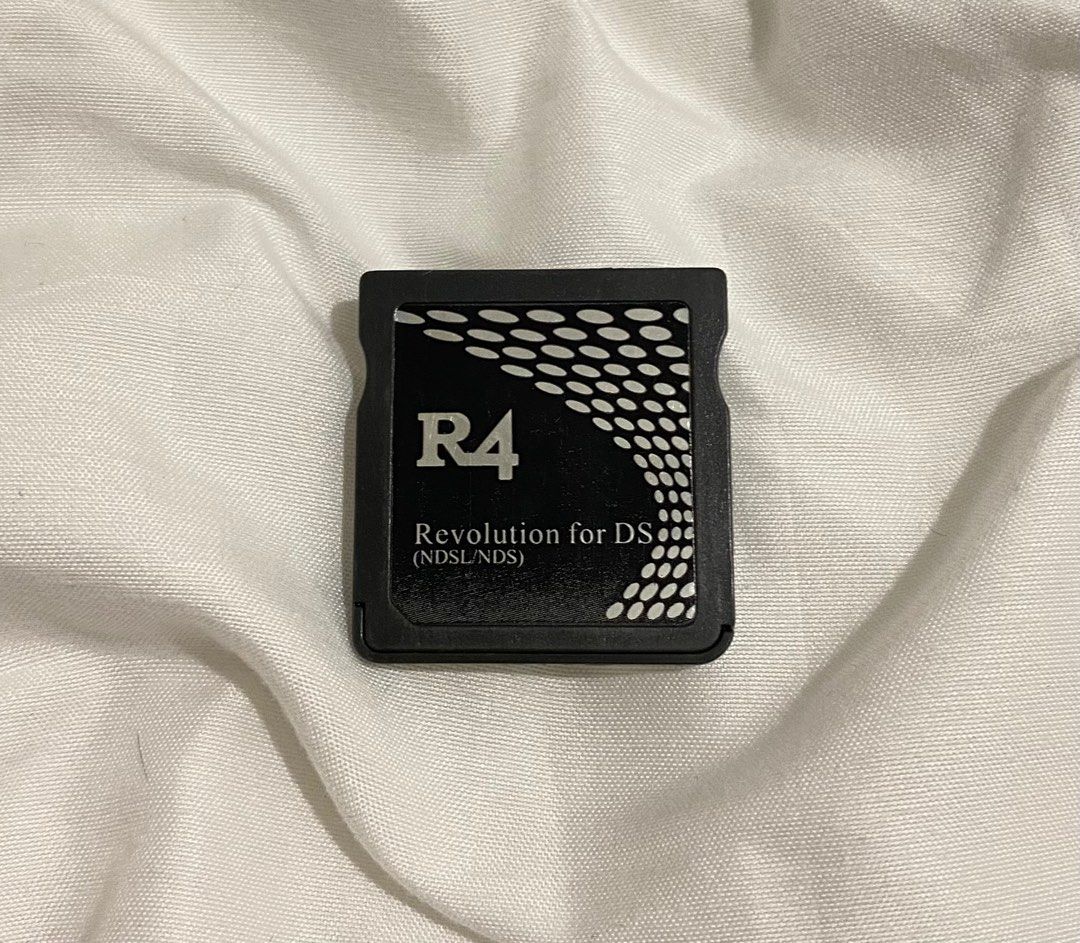 R4
Revolution for DS
(NDSL/NDS)